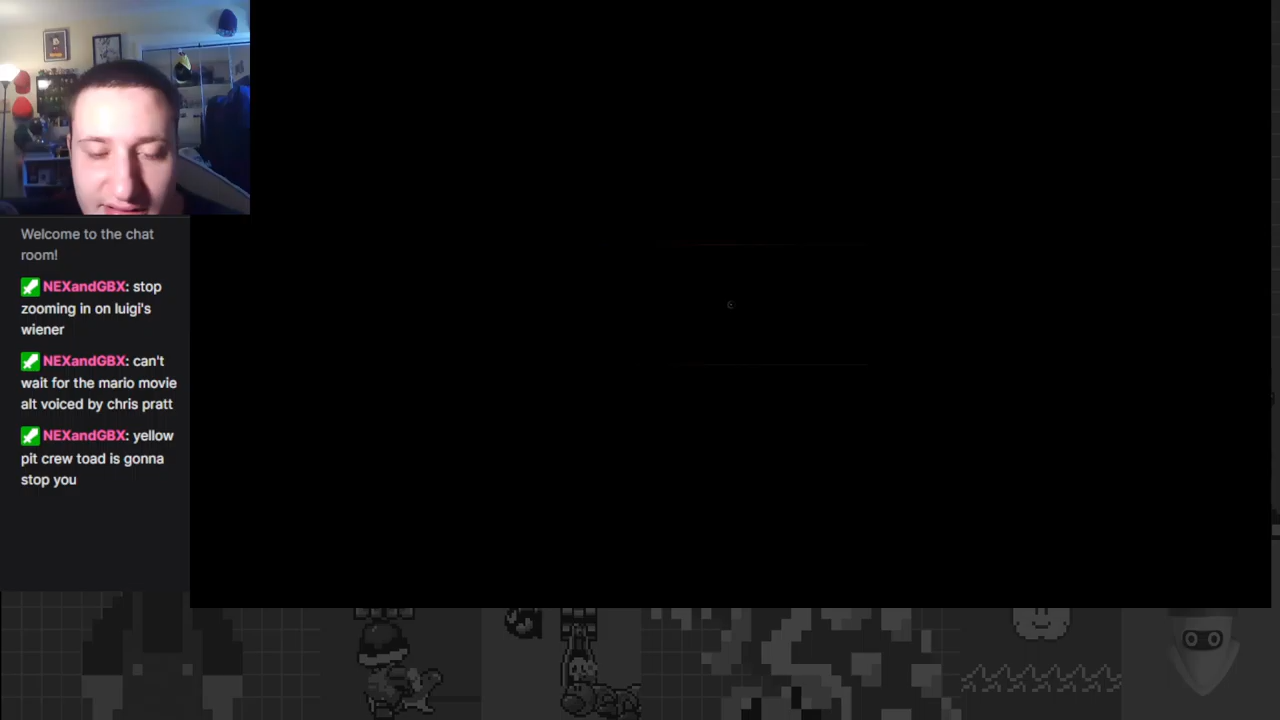 Welcome to the chat
room!
NEXandGBX: stop
zooming in on luigi's
wiener
NEXandGBX: can't
wait for the mario movie
alt voiced by chris pratt
NEXandGBX: yellow
pit crew toad is gonna
stop you